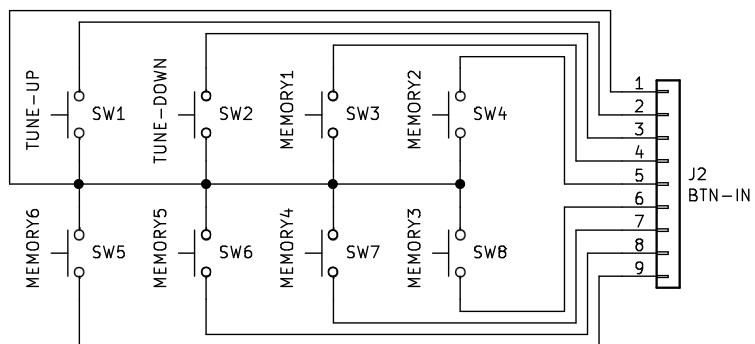 TUNE-UP
SW1
TUNE-DOWN
SW2
MEMORY1
SW3
MEMORY2
SW4
MEMORY6
SW5
MEMORY5
SW6
MEMORY4
SW7
MEMORY3
SW8
1
2
3
4
5
6
7
8
9
J2
BTN-IN